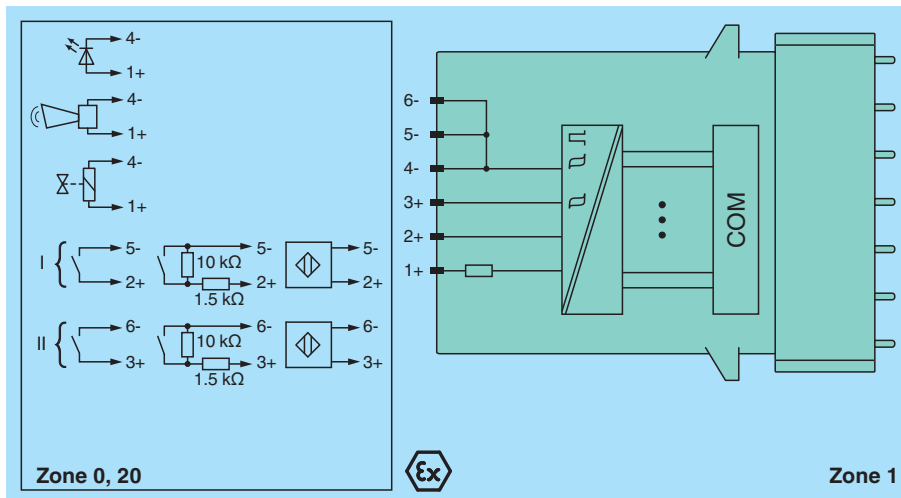 4-
1+
4-
1+
4-
1+
I
5-
2+
10 kΩ
1.5 kΩ
5-
2+
5-
2+
II
6-
3+
10 kΩ
1.5 kΩ
6-
3+
6-
3+
Zone 0, 20
6-
5-
4-
3+
2+
1+
COM
Ex
Zone 1